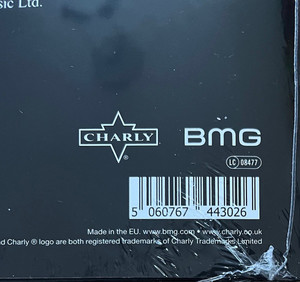 sic Ltd.
CHARLY
®
BMG
LC 08477
5 060767 443026
Made in the EU. www.bmg.com • www.charly.co.uk
d Charly ® logo are both registered trademarks of Charly Trademarks Limited